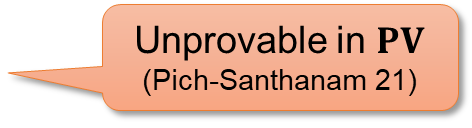 Unprovable in PV
(Pich-Santhanam 21)